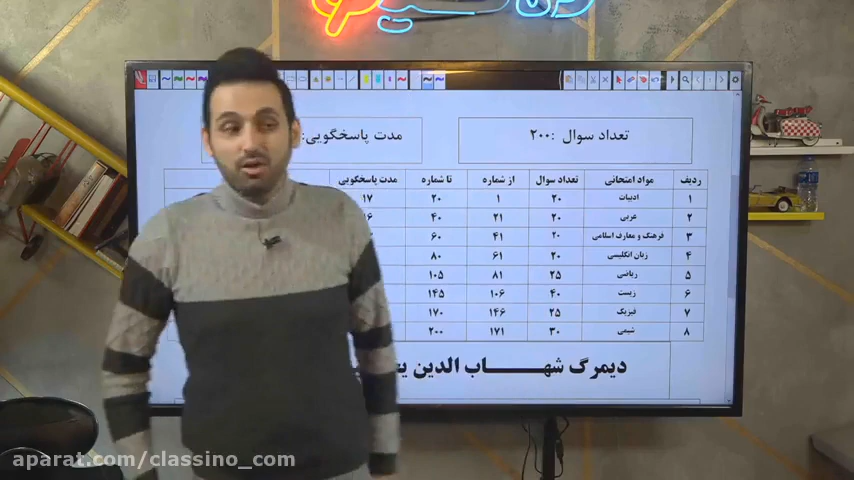 تعداد سوال :۲۰۰
مدت پاسخگویی:
ردیف مواد امتحانی تعداد سوال از شماره تا شماره مدت پاسخگویی
۱ ادبیات ۲۰ ۱ ۲۰ ۱۷
۲ عربی ۲۰ ۲۱ ۴۰
۳ فرهنگ و معارف اسلامی ۲۰ ۴۱ ۶۰
۴ زبان انگلیسی ۲۰ ۶۱ ۸۰
۵ ریاضی ۲۵ ۸۱ ۱۰۵
۶ زیست ۴۰ ۱۰۶ ۱۴۵
۷ فیزیک ۲۵ ۱۴۶ ۱۷۰
۸ شیمی ۳۰ ۱۷۱ ۲۰۰
دیمرگ شهـــــاب الدین
aparat.com/classino_com